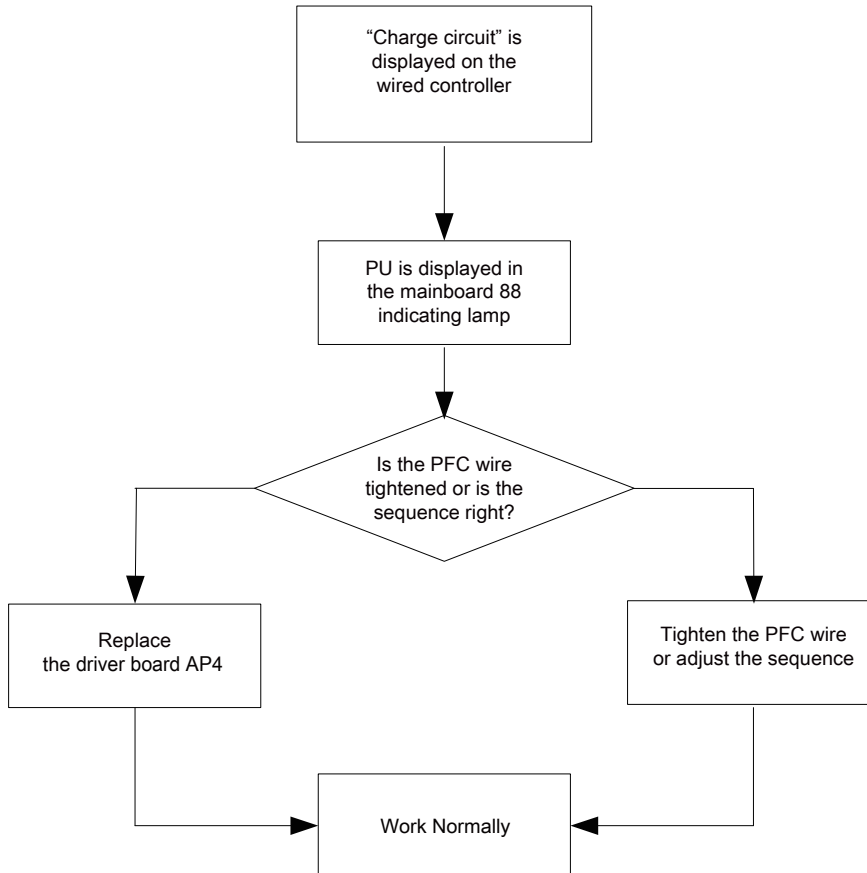 “Charge circuit” is
displayed on the
wired controller
PU is displayed in
the mainboard 88
indicating lamp
Is the PFC wire
tightened or is the
sequence right?
Replace
the driver board AP4
Tighten the PFC wire
or adjust the sequence
Work Normally